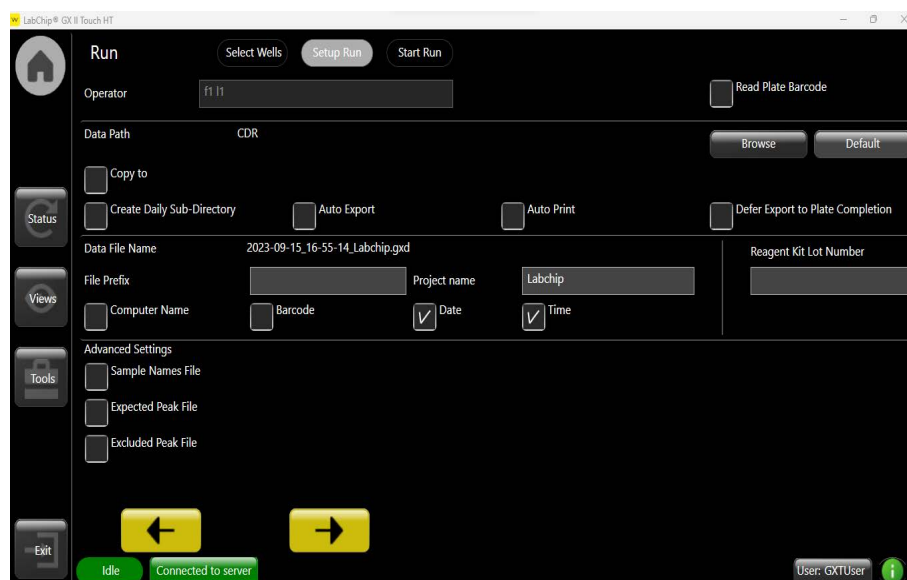 LabChip® GX II Touch HT
Run
Select Wells
Setup Run
Start Run
Operator
f1 l1
Read Plate Barcode
Data Path
CDR
Browse
Default
Copy to
Create Daily Sub-Directory
Auto Export
Auto Print
Defer Export to Plate Completion
Status
Data File Name
2023-09-15_16-55-14_Labchip.gxd
Reagent Kit Lot Number
File Prefix
Project name
Labchip
Views
Computer Name
Barcode
Date
Time
Advanced Settings
Sample Names File
Tools
Expected Peak File
Excluded Peak File
Exit
Idle
Connected to server
User: GXTUser